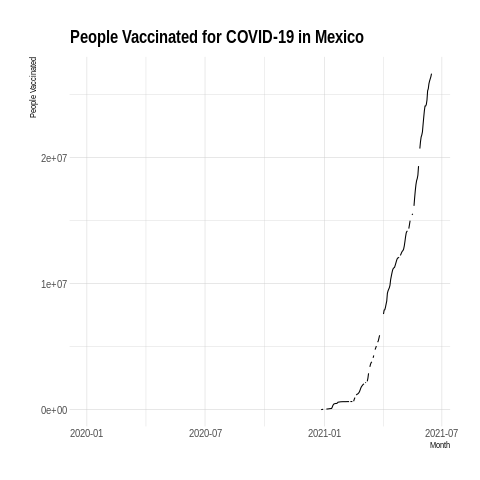 People Vaccinated for COVID-19 in Mexico
People Vaccinated
2e+07
1e+07
0e+00
2020-01 2020-07 2021-01 2021-07
Month